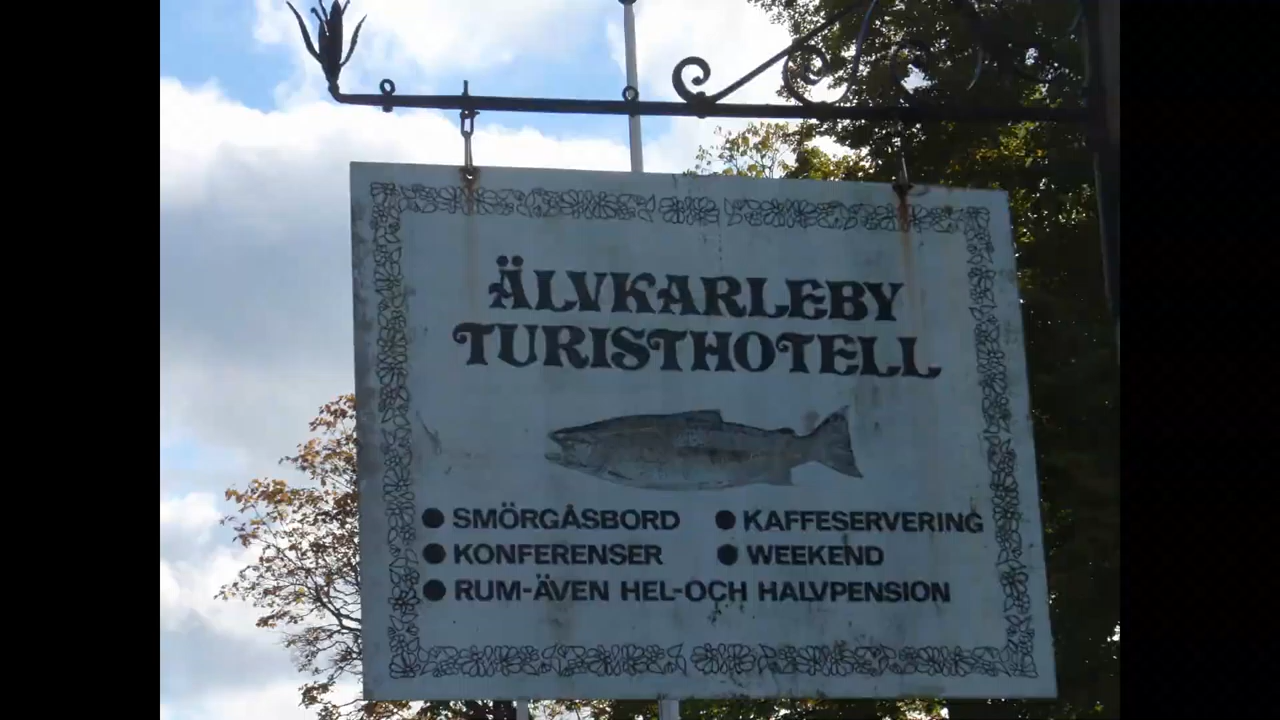 ÄLVKARLEBY
TURISTHOTELL
● SMÖRGÅSBORD ● KAFFESERVERING
● KONFERENSER ● WEEKEND
● RUM-ÄVEN HEL-OCH HALVPENSION